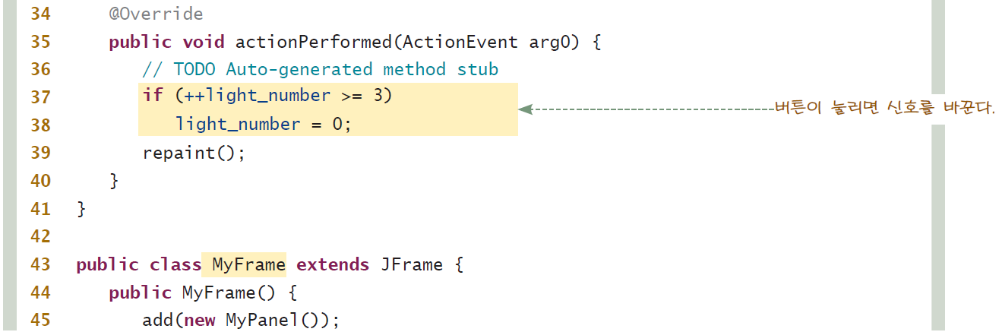 34 @Override
35 public void actionPerformed(ActionEvent arg0) {
36 // TODO Auto-generated method stub
37 if (++light_number >= 3)
버튼이 눌리면 신호를 바꾼다.
38 light_number = 0;
39 repaint();
40 }
41 }
42
43 public class MyFrame extends JFrame {
44 public MyFrame() {
45 add(new MyPanel());